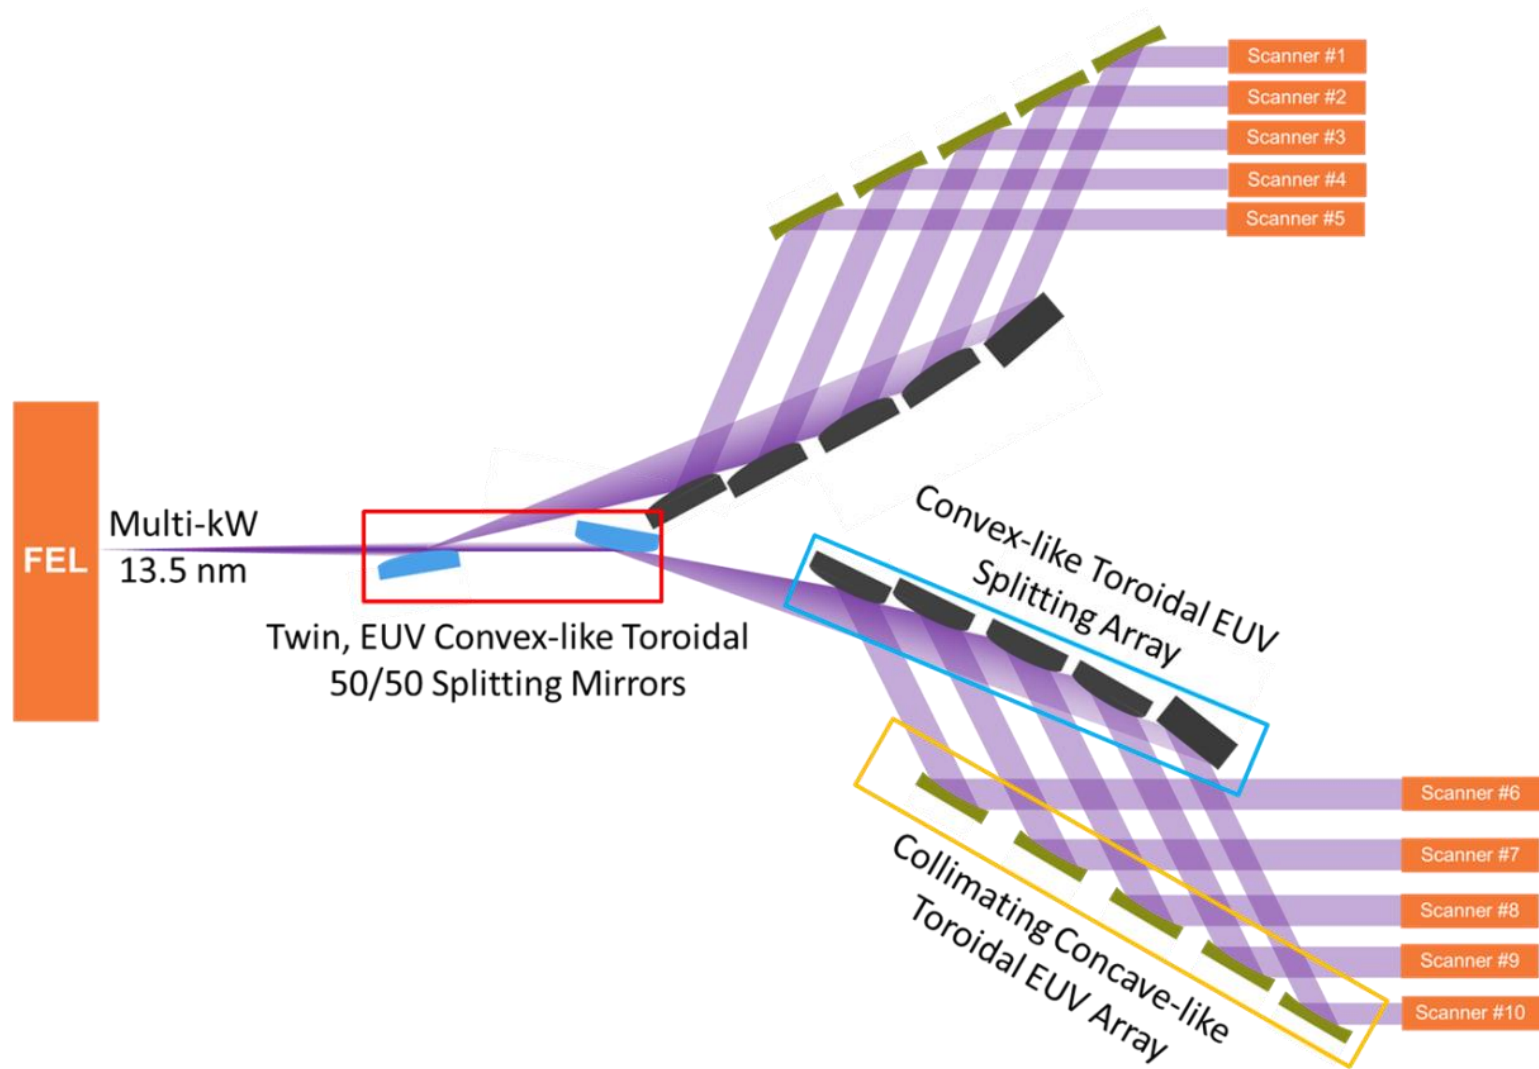 Scanner #1
Scanner #2
Scanner #3
Scanner #4
Scanner #5
FEL
Multi-kW
13.5 nm
Twin, EUV Convex-like Toroidal
50/50 Splitting Mirrors
Convex-like Toroidal EUV
Splitting Array
Collimating Concave-like
Toroidal EUV Array
Scanner #6
Scanner #7
Scanner #8
Scanner #9
Scanner #10